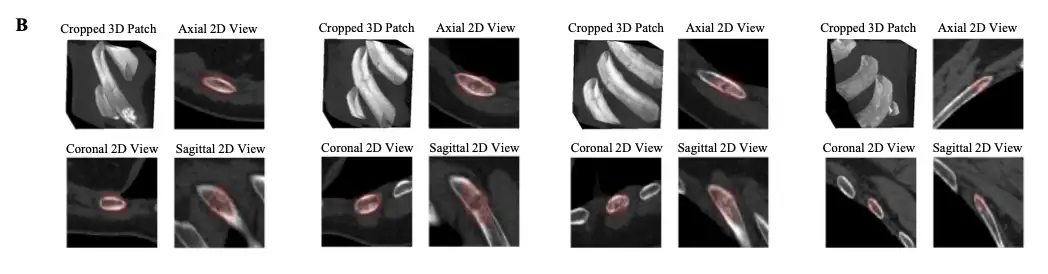 B
Cropped 3D Patch Axial 2D View Cropped 3D Patch Axial 2D View Cropped 3D Patch Axial 2D View Cropped 3D Patch Axial 2D View
Coronal 2D View Sagittal 2D View Coronal 2D View Sagittal 2D View Coronal 2D View Sagittal 2D View Coronal 2D View Sagittal 2D View